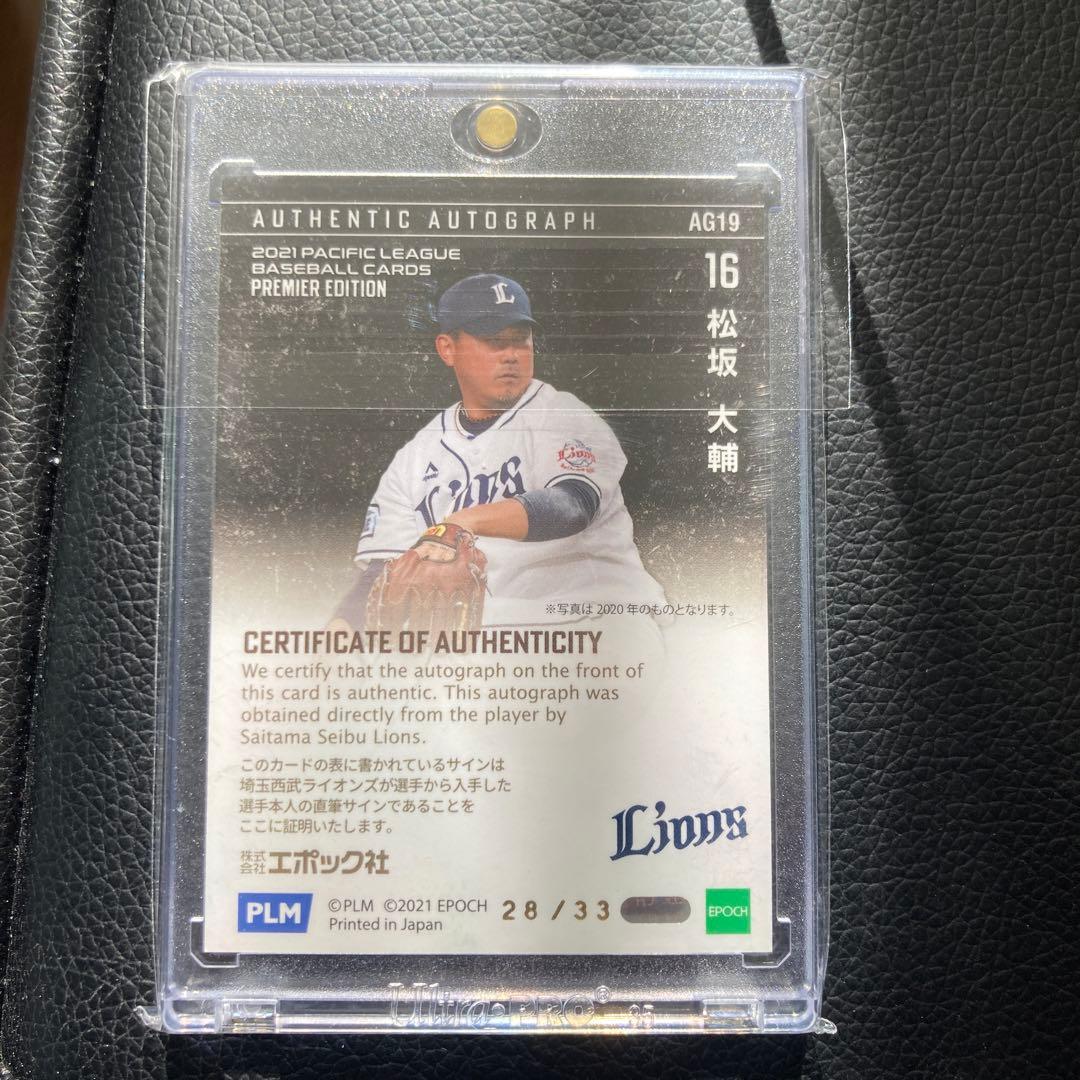 AUTHENTIC AUTOGRAPH AG19
2021 PACIFIC LEAGUE
BASEBALL CARDS
PREMIER EDITION
16
松坂 大輔
L
Lions
Lions
※写真は 2020 年のものとなります。
CERTIFICATE OF AUTHENTICITY
We certify that the autograph on the front of
this card is authentic. This autograph was
obtained directly from the player by
Saitama Seibu Lions.
このカードの表に書かれているサインは
埼玉西武ライオンズが選手から入手した
選手本人の直筆サインであることを
ここに証明いたします。
Lions
株式会社エポック社
PLM
©PLM ©2021 EPOCH
Printed in Japan
28/33
EPOCH
Ultra·PRO® 35